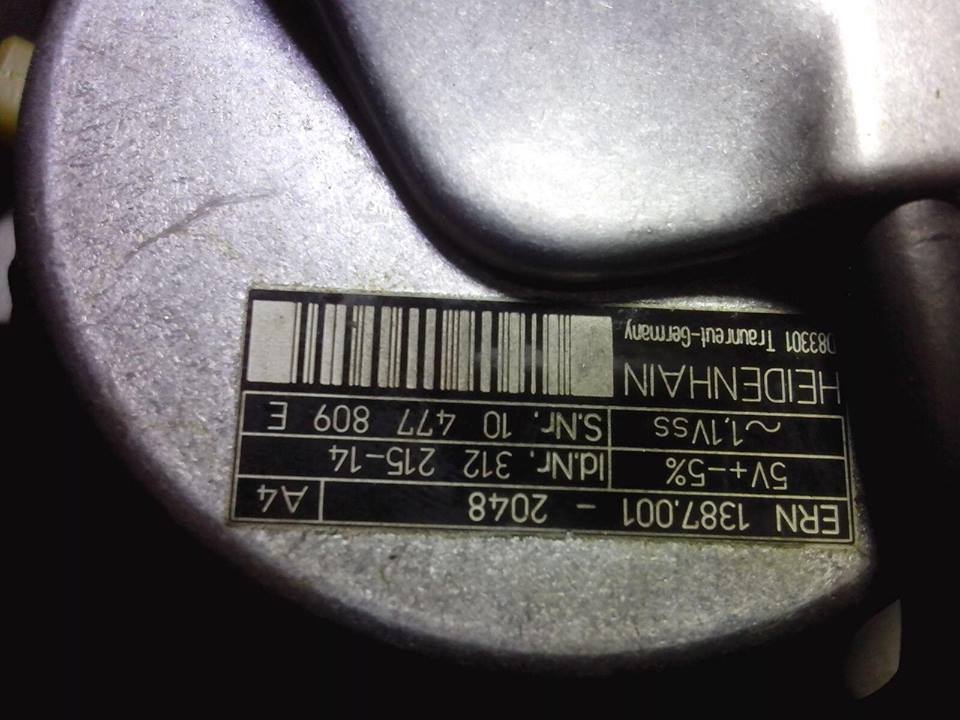 ERN 1387.001 - 2048 A4
5V+-5% Id.Nr. 312 215-14
~1,1Vss S.Nr. 10 477 809 E
HEIDENHAIN
D83301 Traunreut-Germany